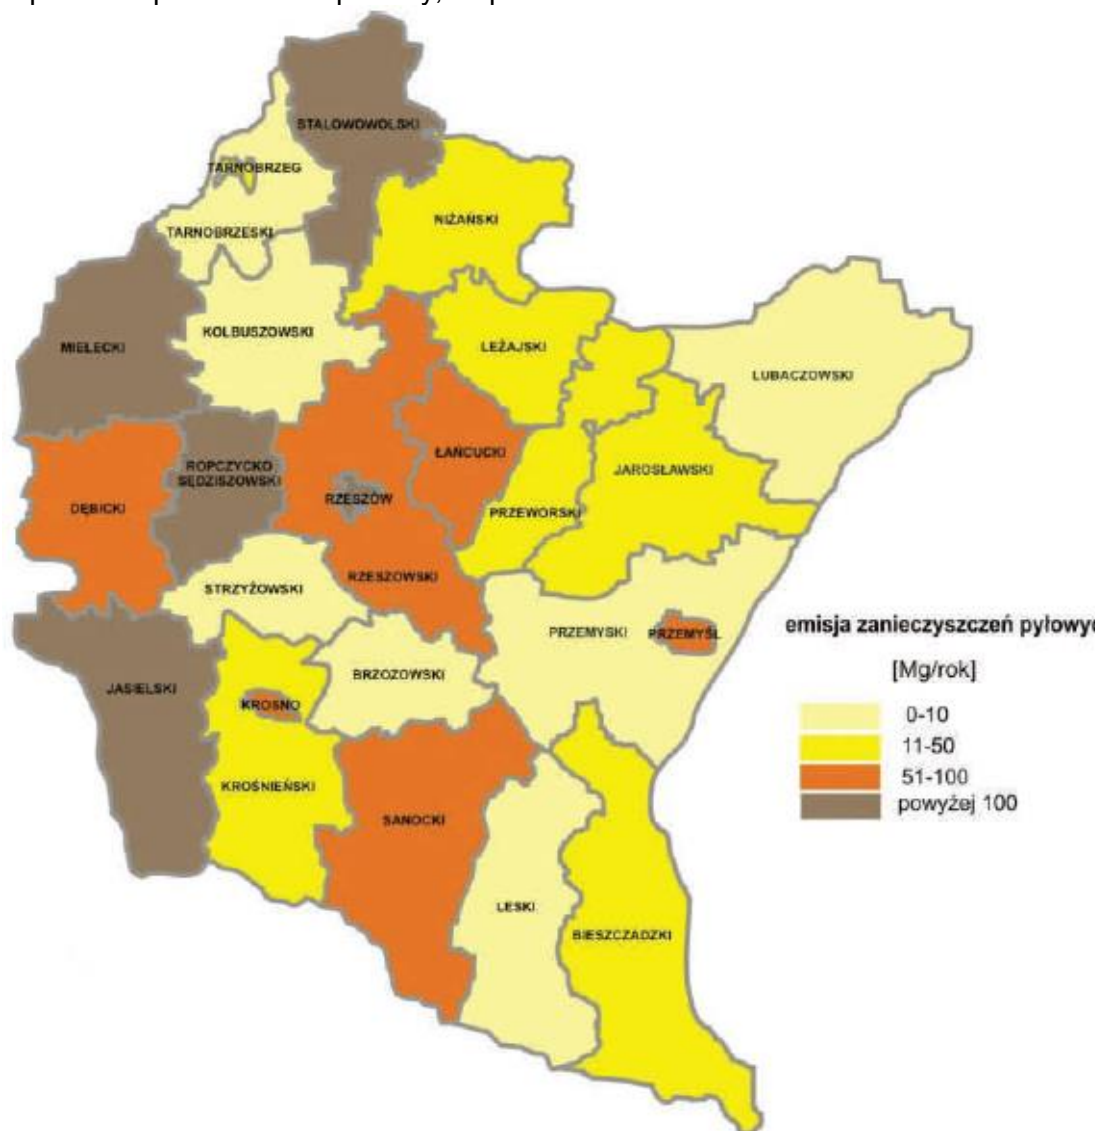 STALOWOWOLSKI
TARNOBRZEG
NIŻAŃSKI
TARNOBRZESKI
KOLBUSZOWSKI
MIELECKI
LEŻAJSKI
LUBACZOWSKI
ŁAŃCUCKI
ROPCZYCKO
SĘDZISZOWSKI
JAROSŁAWSKI
RZESZÓW
DĘBICKI
PRZEWORSKI
RZESZOWSKI
STRZYŻOWSKI
PRZEMYSKI
PRZEMYŚL
BRZOZOWSKI
JASIELSKI
KROSNO
KROŚNIEŃSKI
SANOCKI
LESKI
BIESZCZADZKI
emisja zanieczyszczeń pyłowyc
[Mg/rok]
0-10
11-50
51-100
powyżej 100